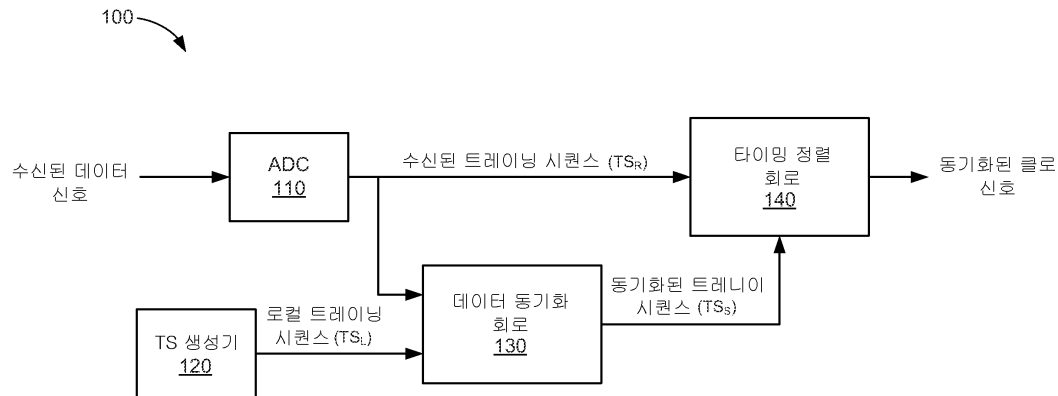 100
수신된 데이터
신호
ADC
110
수신된 트레이닝 시퀀스 (TSR)
타이밍 정렬
회로
140
동기화된 클로
신호
TS 생성기
120
로컬 트레이닝
시퀀스 (TSL)
데이터 동기화
회로
130
동기화된 트레니이
시퀀스 (TSS)